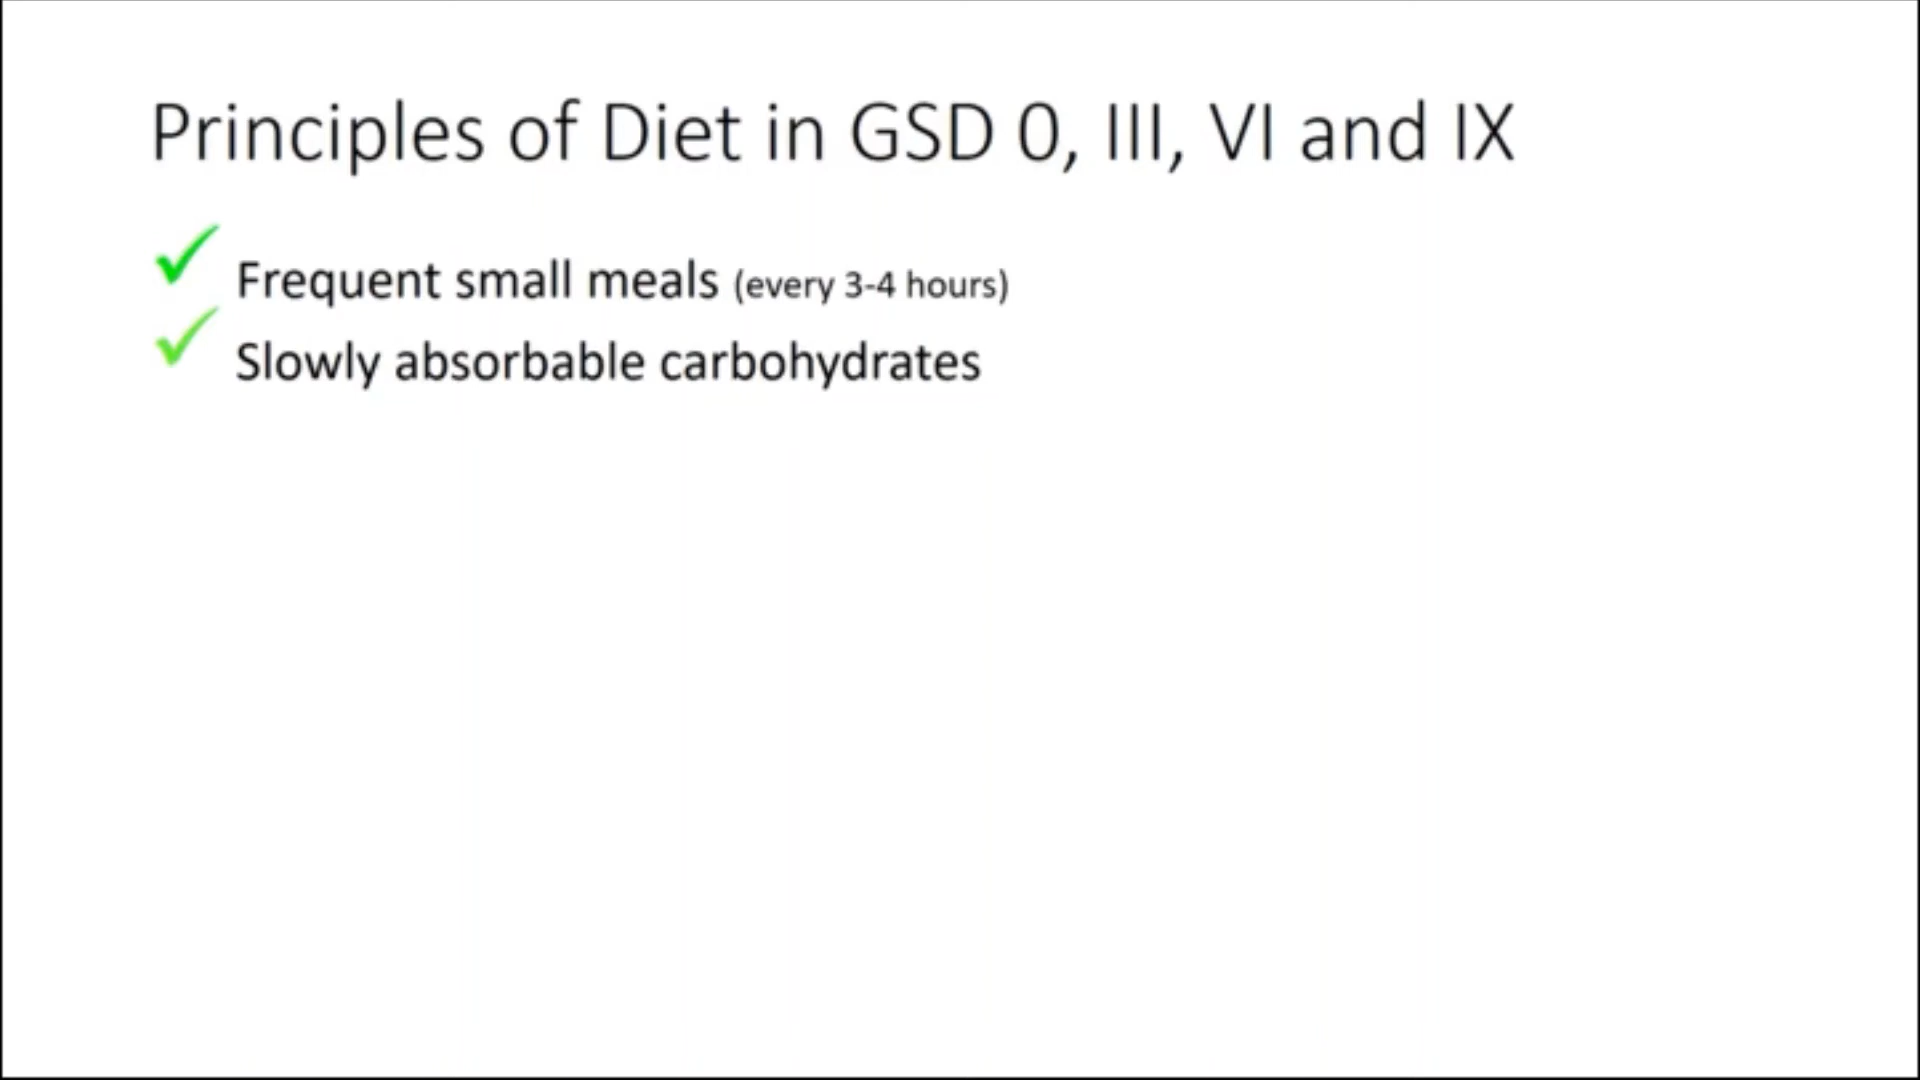 Principles of Diet in GSD 0, III, VI and IX
Frequent small meals (every 3-4 hours)
Slowly absorbable carbohydrates